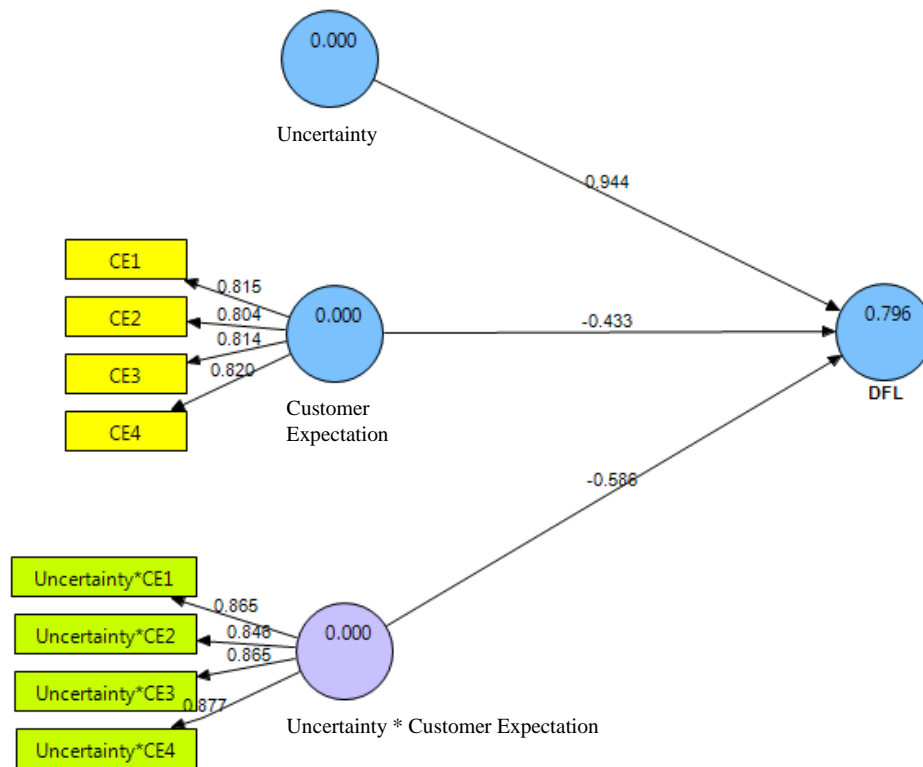 0.000
Uncertainty
0.944
CE1
CE2
CE3
CE4
0.815
0.804
0.814
0.820
0.000
Customer
Expectation
-0.433
0.796
DFL
-0.586
Uncertainty*CE1
Uncertainty*CE2
Uncertainty*CE3
Uncertainty*CE4
0.865
0.846
0.865
0.877
0.000
Uncertainty * Customer Expectation